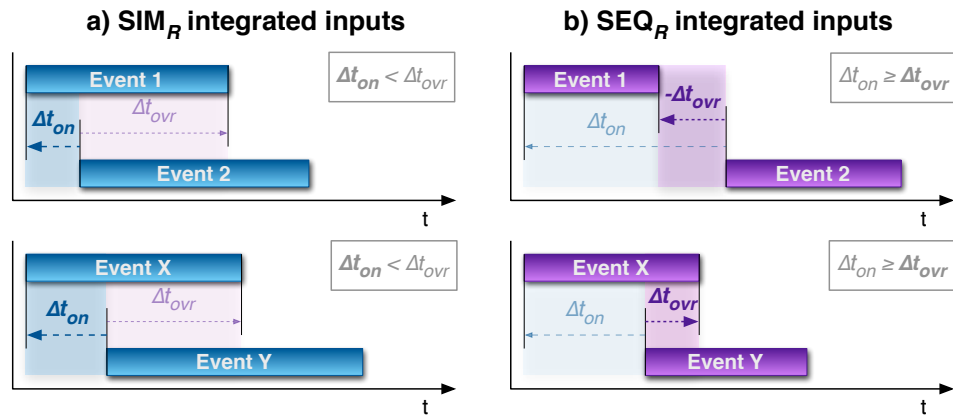 a) SIM_R integrated inputs
Event 1
Δt_on < Δt_ovr
Δt_ovr
Δt_on
Event 2
t
Event X
Δt_on < Δt_ovr
Δt_ovr
Δt_on
Event Y
t
b) SEQ_R integrated inputs
Event 1
Δt_on ≥ Δt_ovr
-Δt_ovr
Δt_on
Event 2
t
Event X
Δt_on ≥ Δt_ovr
Δt_on
Δt_ovr
Event Y
t